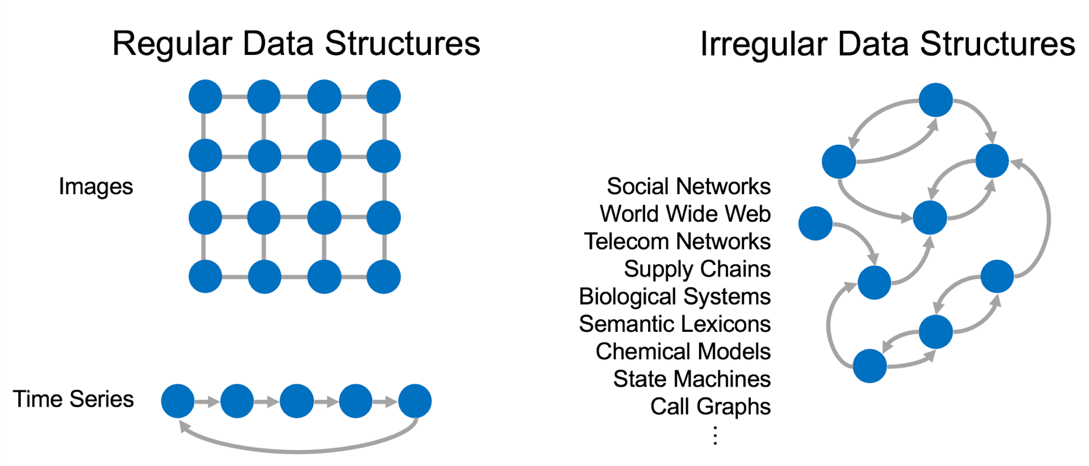 Regular Data Structures
Images
Time Series
Irregular Data Structures
Social Networks
World Wide Web
Telecom Networks
Supply Chains
Biological Systems
Semantic Lexicons
Chemical Models
State Machines
Call Graphs
⋮